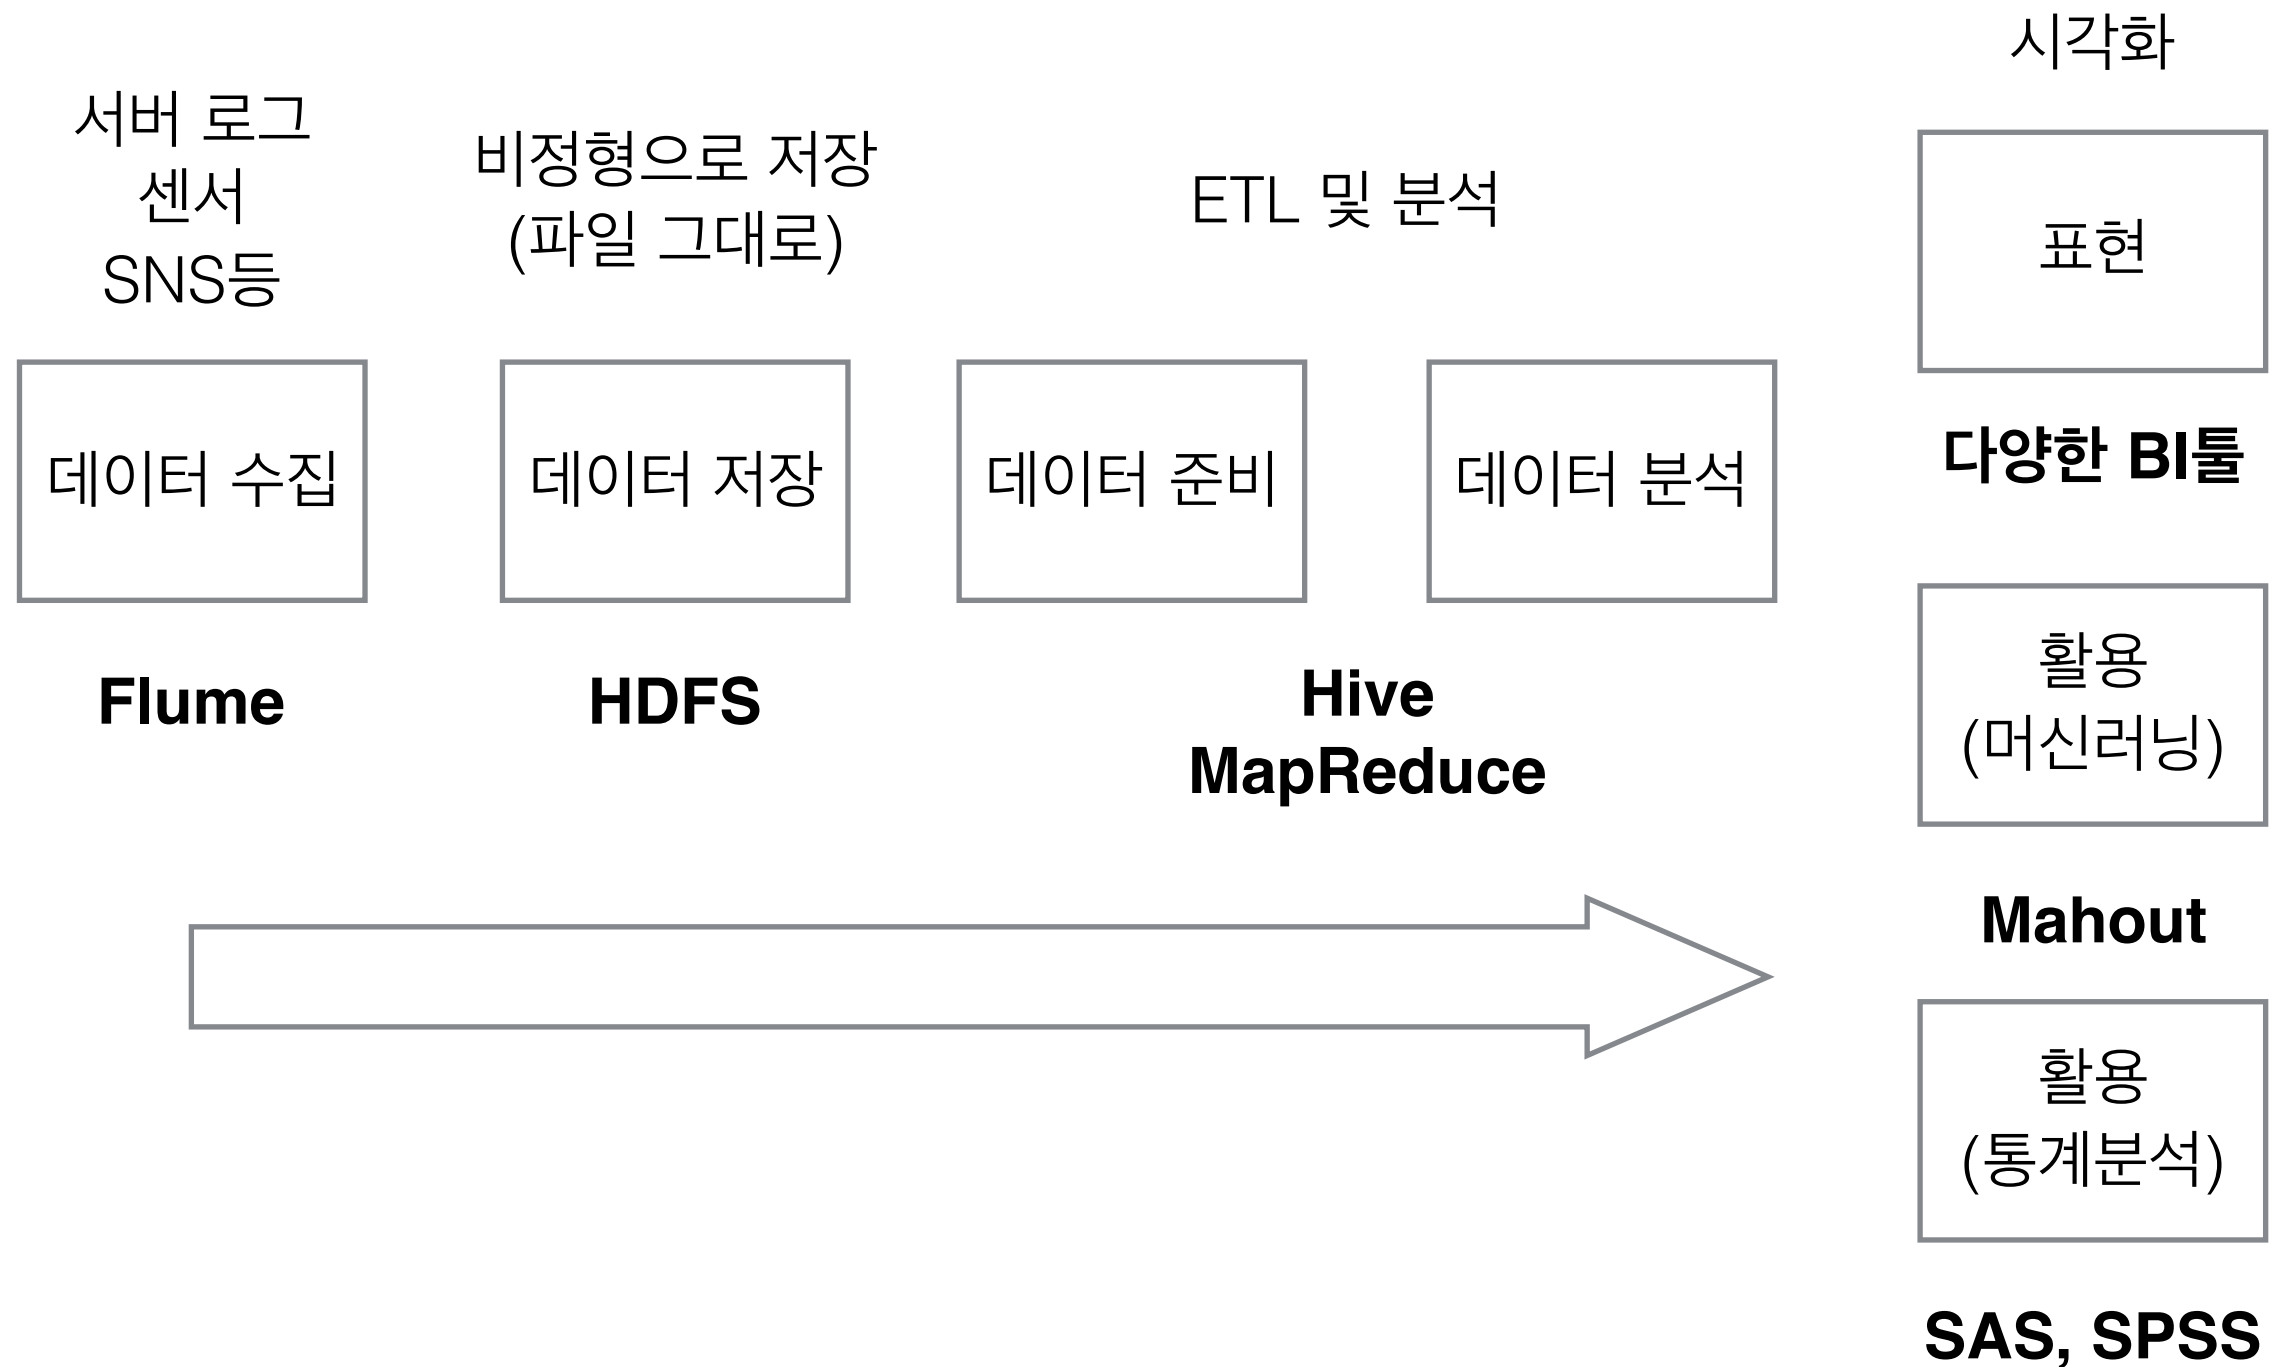 서버 로그
센서
SNS등
데이터 수집
Flume
비정형으로 저장
(파일 그대로)
데이터 저장
HDFS
ETL 및 분석
데이터 준비
데이터 분석
Hive
MapReduce
시각화
표현
다양한 BI툴
활용
(머신러닝)
Mahout
활용
(통계분석)
SAS, SPSS